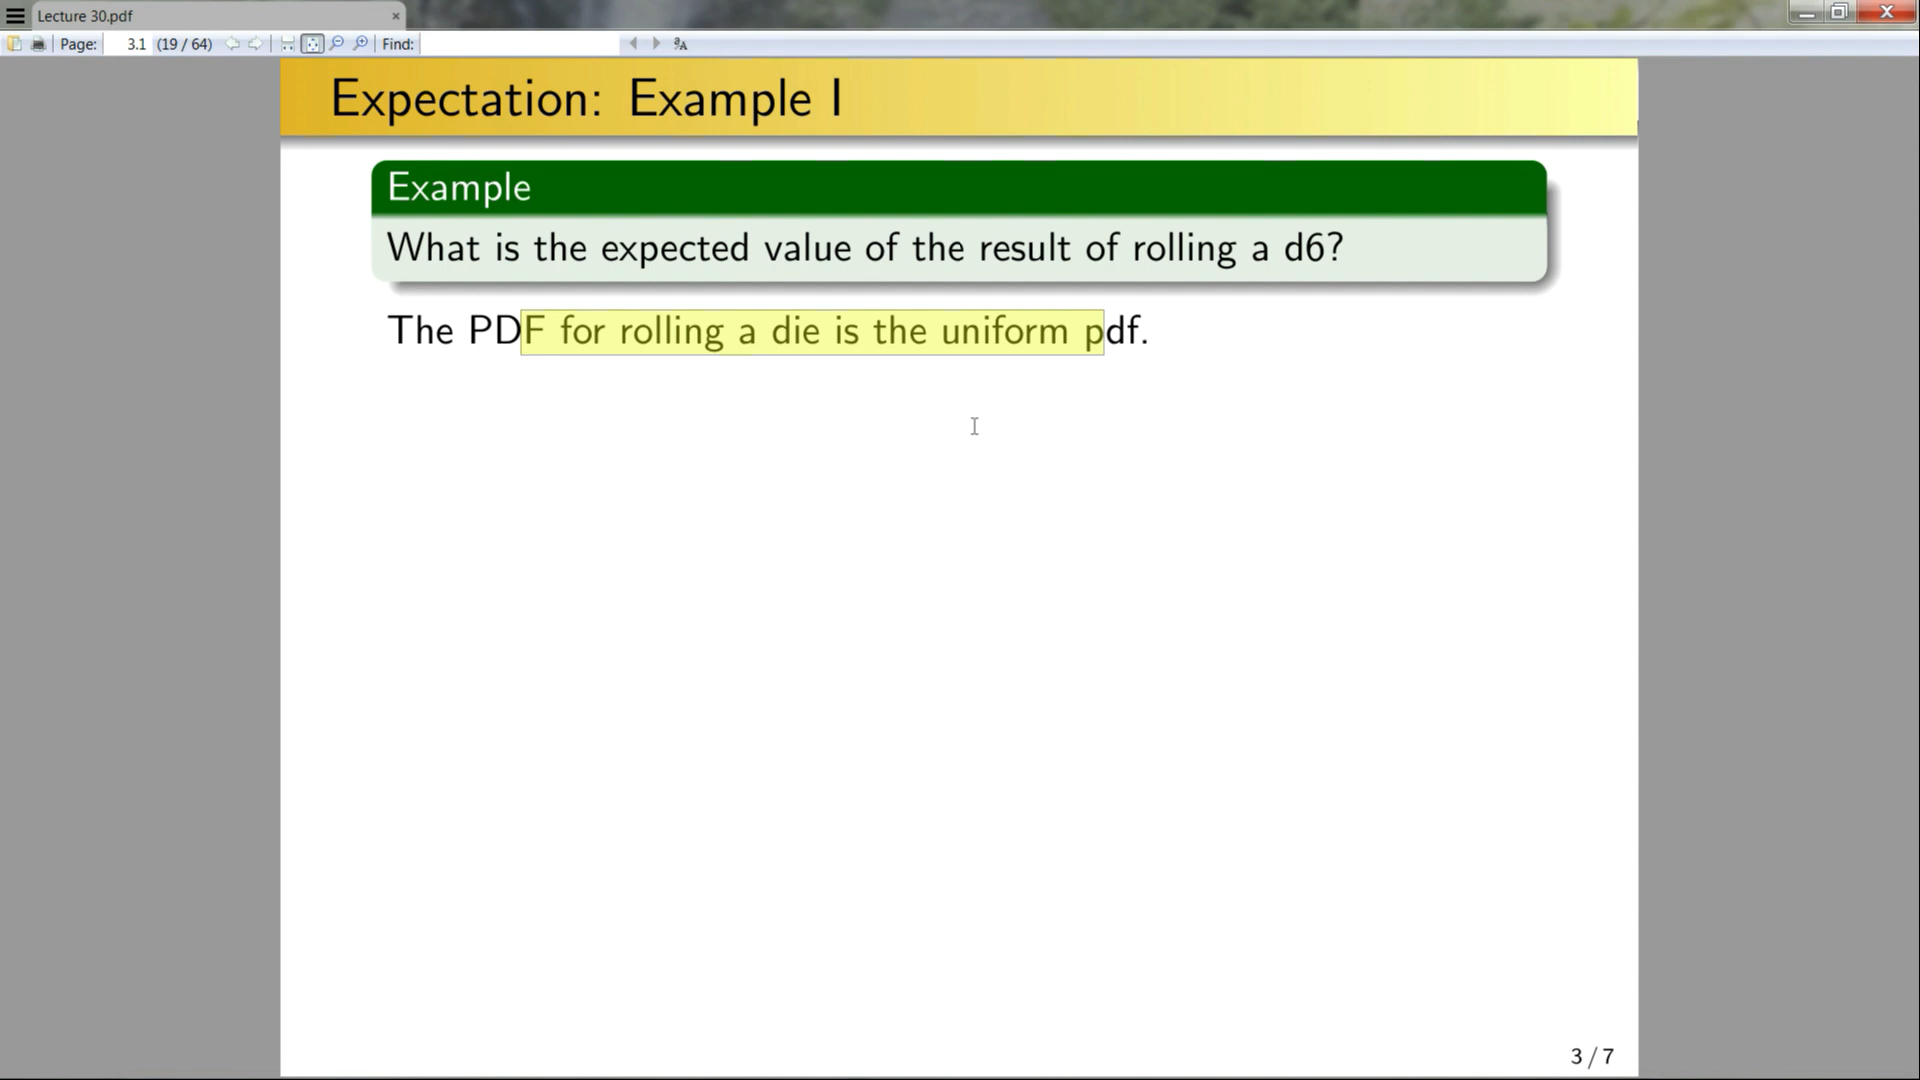 Lecture 30.pdf
Page: 3.1 (19 / 64) Find:
Expectation: Example I
Example
What is the expected value of the result of rolling a d6?
The PDF for rolling a die is the uniform pdf.
3 / 7